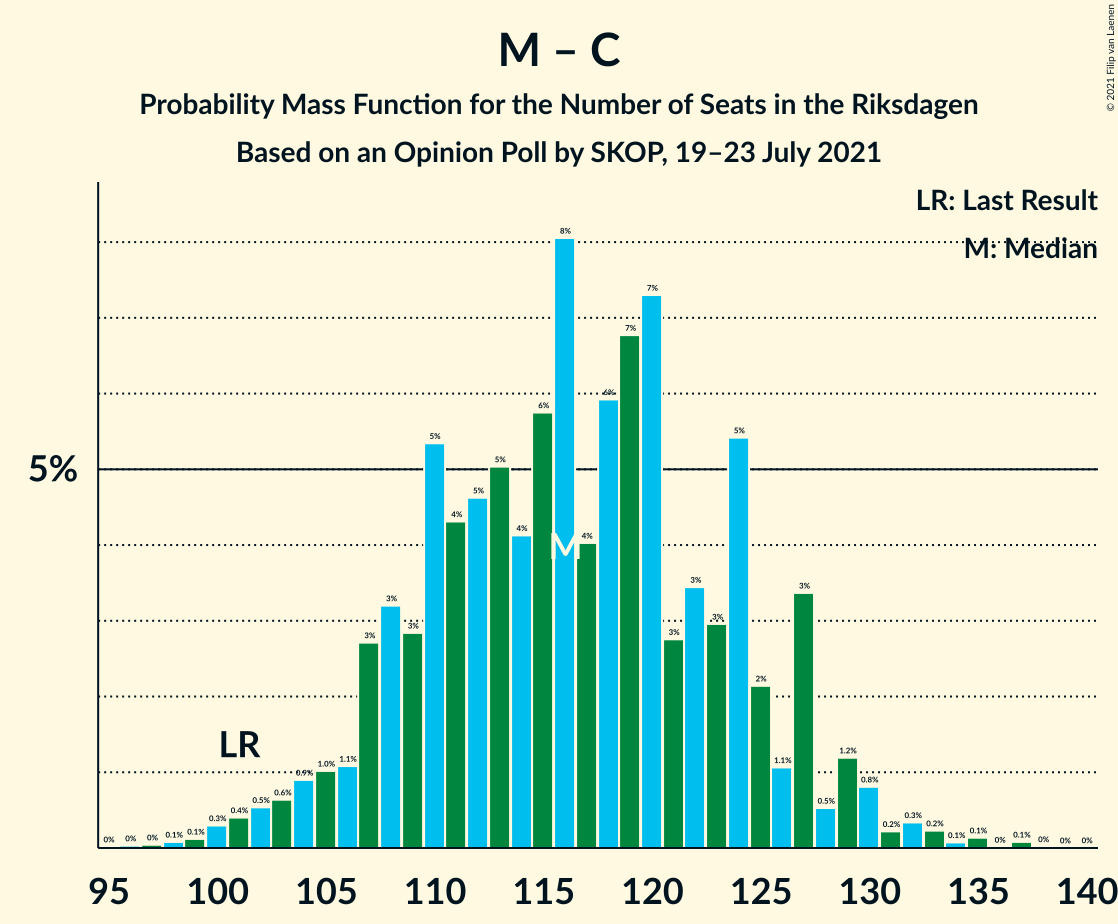 M – C
Probability Mass Function for the Number of Seats in the Riksdagen
Based on an Opinion Poll by SKOP, 19–23 July 2021
© 2021 Filip van Laenen
LR: Last Result
M: Median
5%
LR
M
0% 0% 0% 0.1% 0.1% 0.3% 0.4% 0.5% 0.6% 0.9% 1.0% 1.1% 3% 3% 3% 5% 4% 5% 5% 4% 6% 8% 4% 6% 7% 7% 3% 3% 3% 5% 2% 1.1% 3% 0.5% 1.2% 0.8% 0.2% 0.3% 0.2% 0.1% 0.1% 0% 0.1% 0% 0% 0%
95 100 105 110 115 120 125 130 135 140